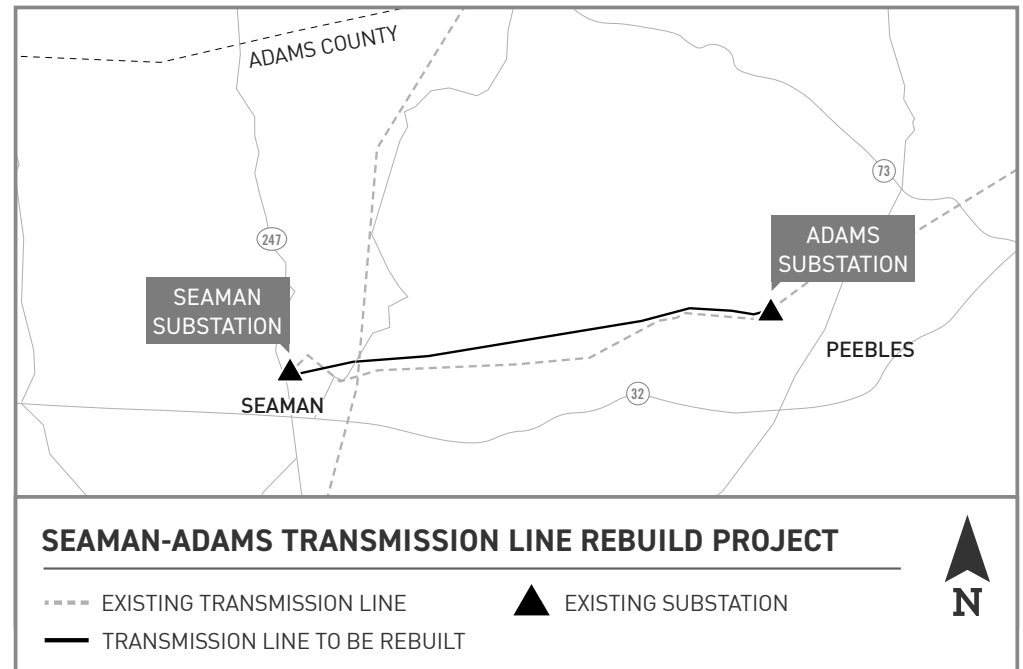 ADAMS COUNTY
73
247
ADAMS
SUBSTATION
SEAMAN
SUBSTATION
PEEBLES
SEAMAN
32
SEAMAN-ADAMS TRANSMISSION LINE REBUILD PROJECT
EXISTING TRANSMISSION LINE
EXISTING SUBSTATION
TRANSMISSION LINE TO BE REBUILT
N